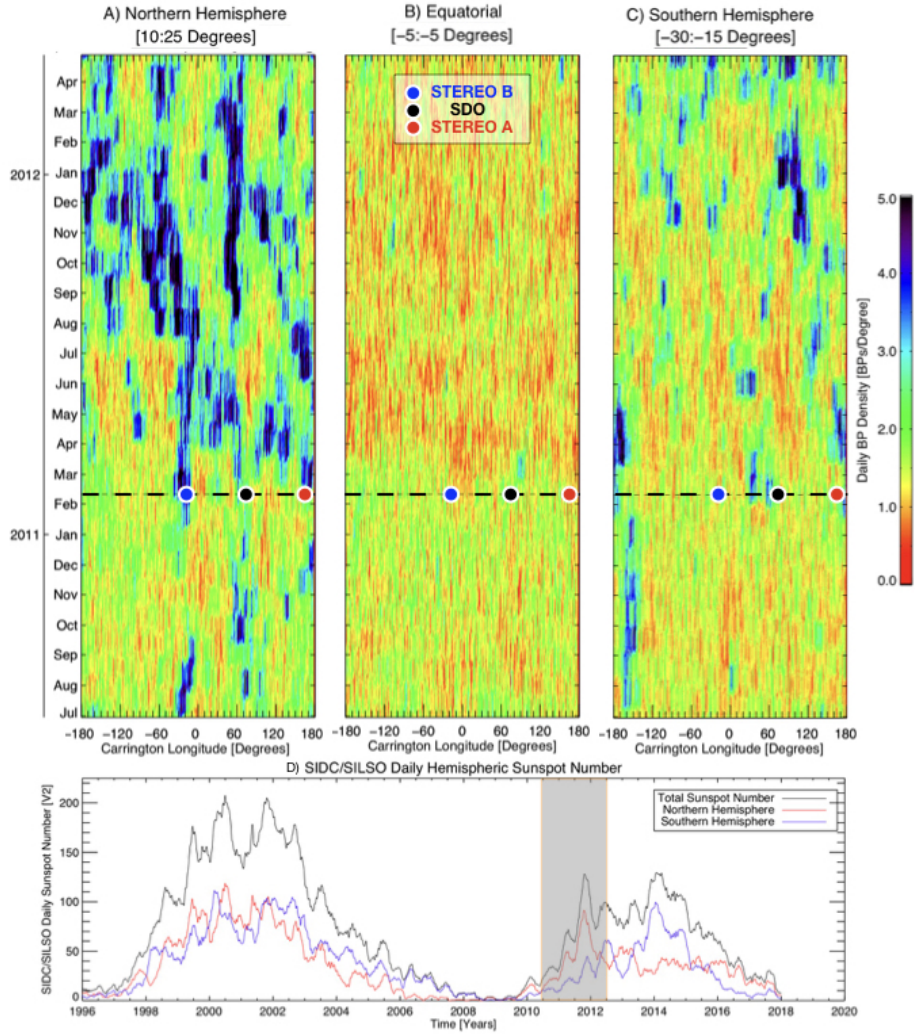 A) Northern Hemisphere
[10:25 Degrees]
B) Equatorial
[−5:−5 Degrees]
C) Southern Hemisphere
[−30:−15 Degrees]
STEREO B
SDO
STEREO A
2012
2011
Apr
Mar
Feb
Jan
Dec
Nov
Oct
Sep
Aug
Jul
Jun
May
Apr
Mar
Feb
Jan
Dec
Nov
Oct
Sep
Aug
Jul
−180 −120 −60 0 60 120 180
Carrington Longitude [Degrees]
−180 −120 −60 0 60 120 180
Carrington Longitude [Degrees]
−180 −120 −60 0 60 120 180
Carrington Longitude [Degrees]
5.0
4.0
3.0
2.0
1.0
0.0
Daily BP Density [BPs/Degree]
D) SIDC/SILSO Daily Hemispheric Sunspot Number
SIDC/SILSO Daily Sunspot Number [V2]
200
150
100
50
0
Total Sunspot Number
Northern Hemisphere
Southern Hemisphere
1996 1998 2000 2002 2004 2006 2008 2010 2012 2014 2016 2018 2020
Time [Years]